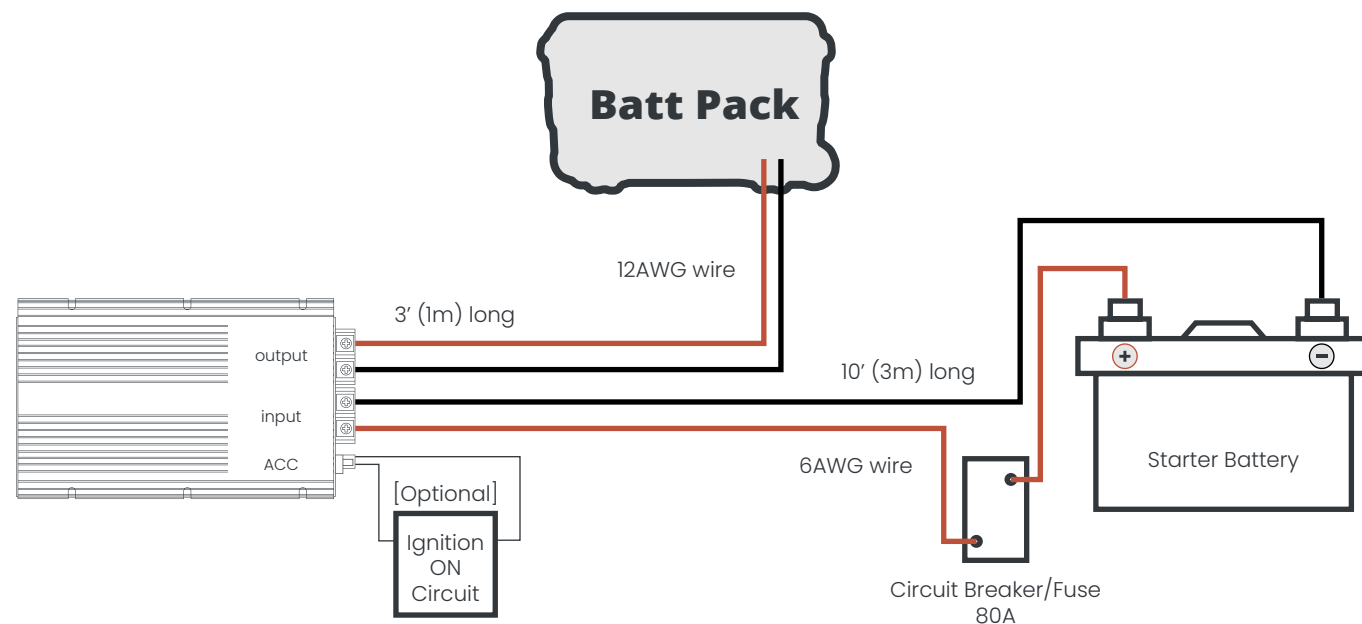 Batt Pack
12AWG wire
3’ (1m) long
output
10’ (3m) long
input
6AWG wire
ACC
[Optional]
Ignition
ON
Circuit
+
−
Starter Battery
Circuit Breaker/Fuse
80A